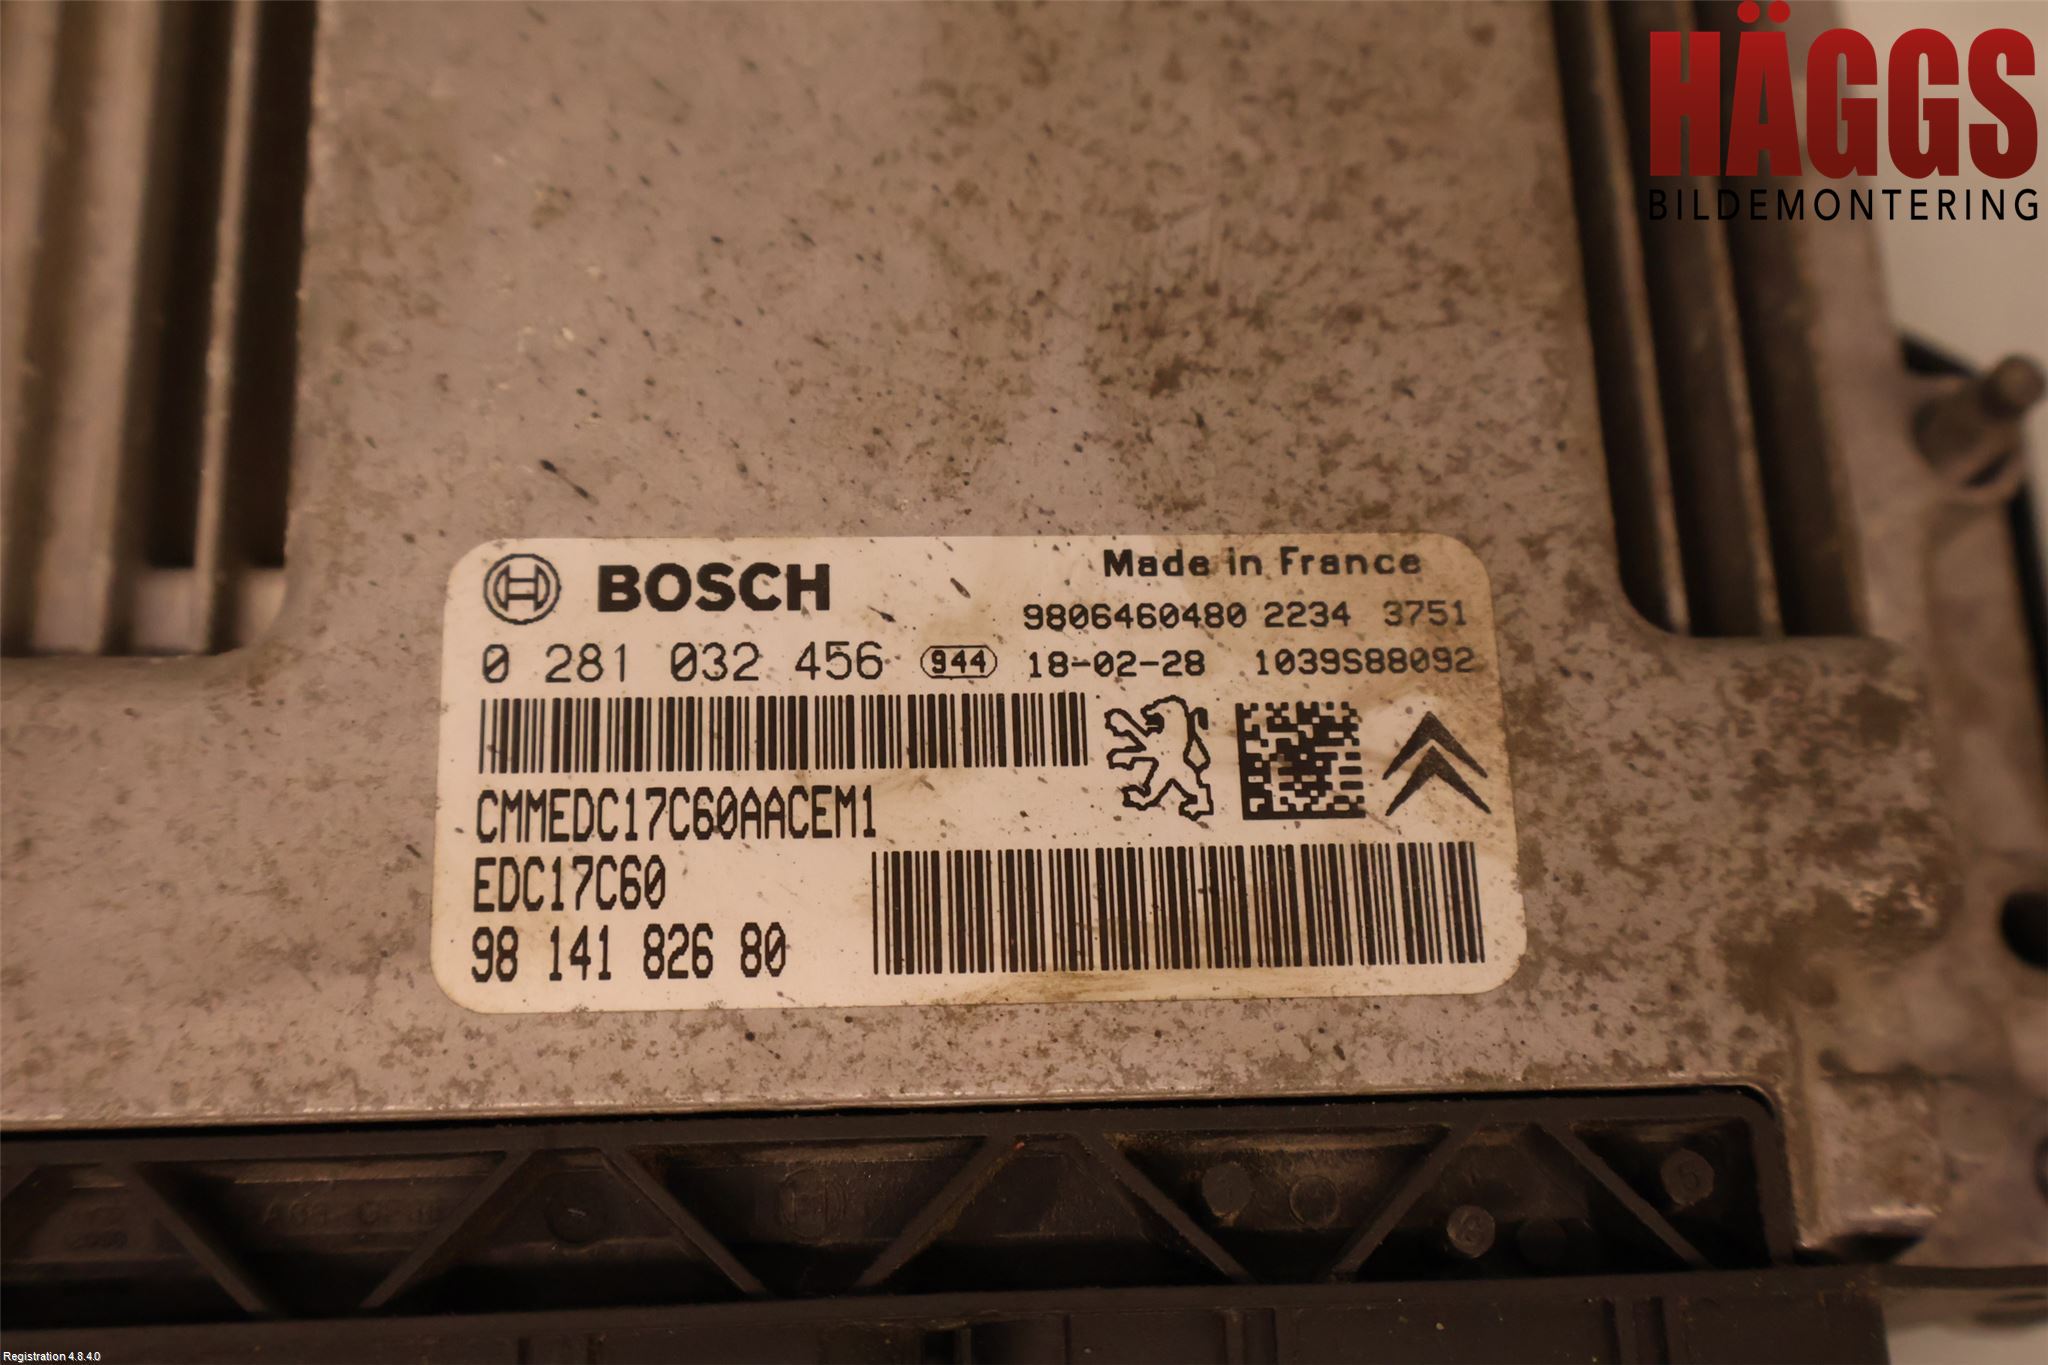 HÄGGS
BILDEMONTERING
BOSCH
Made in France
9806460480 2234 3751
0 281 032 456 944 18-02-28 1039S88092
CMMEDC17C60AACEM1
EDC17C60
98 141 826 80
Registration 4.8.4.0